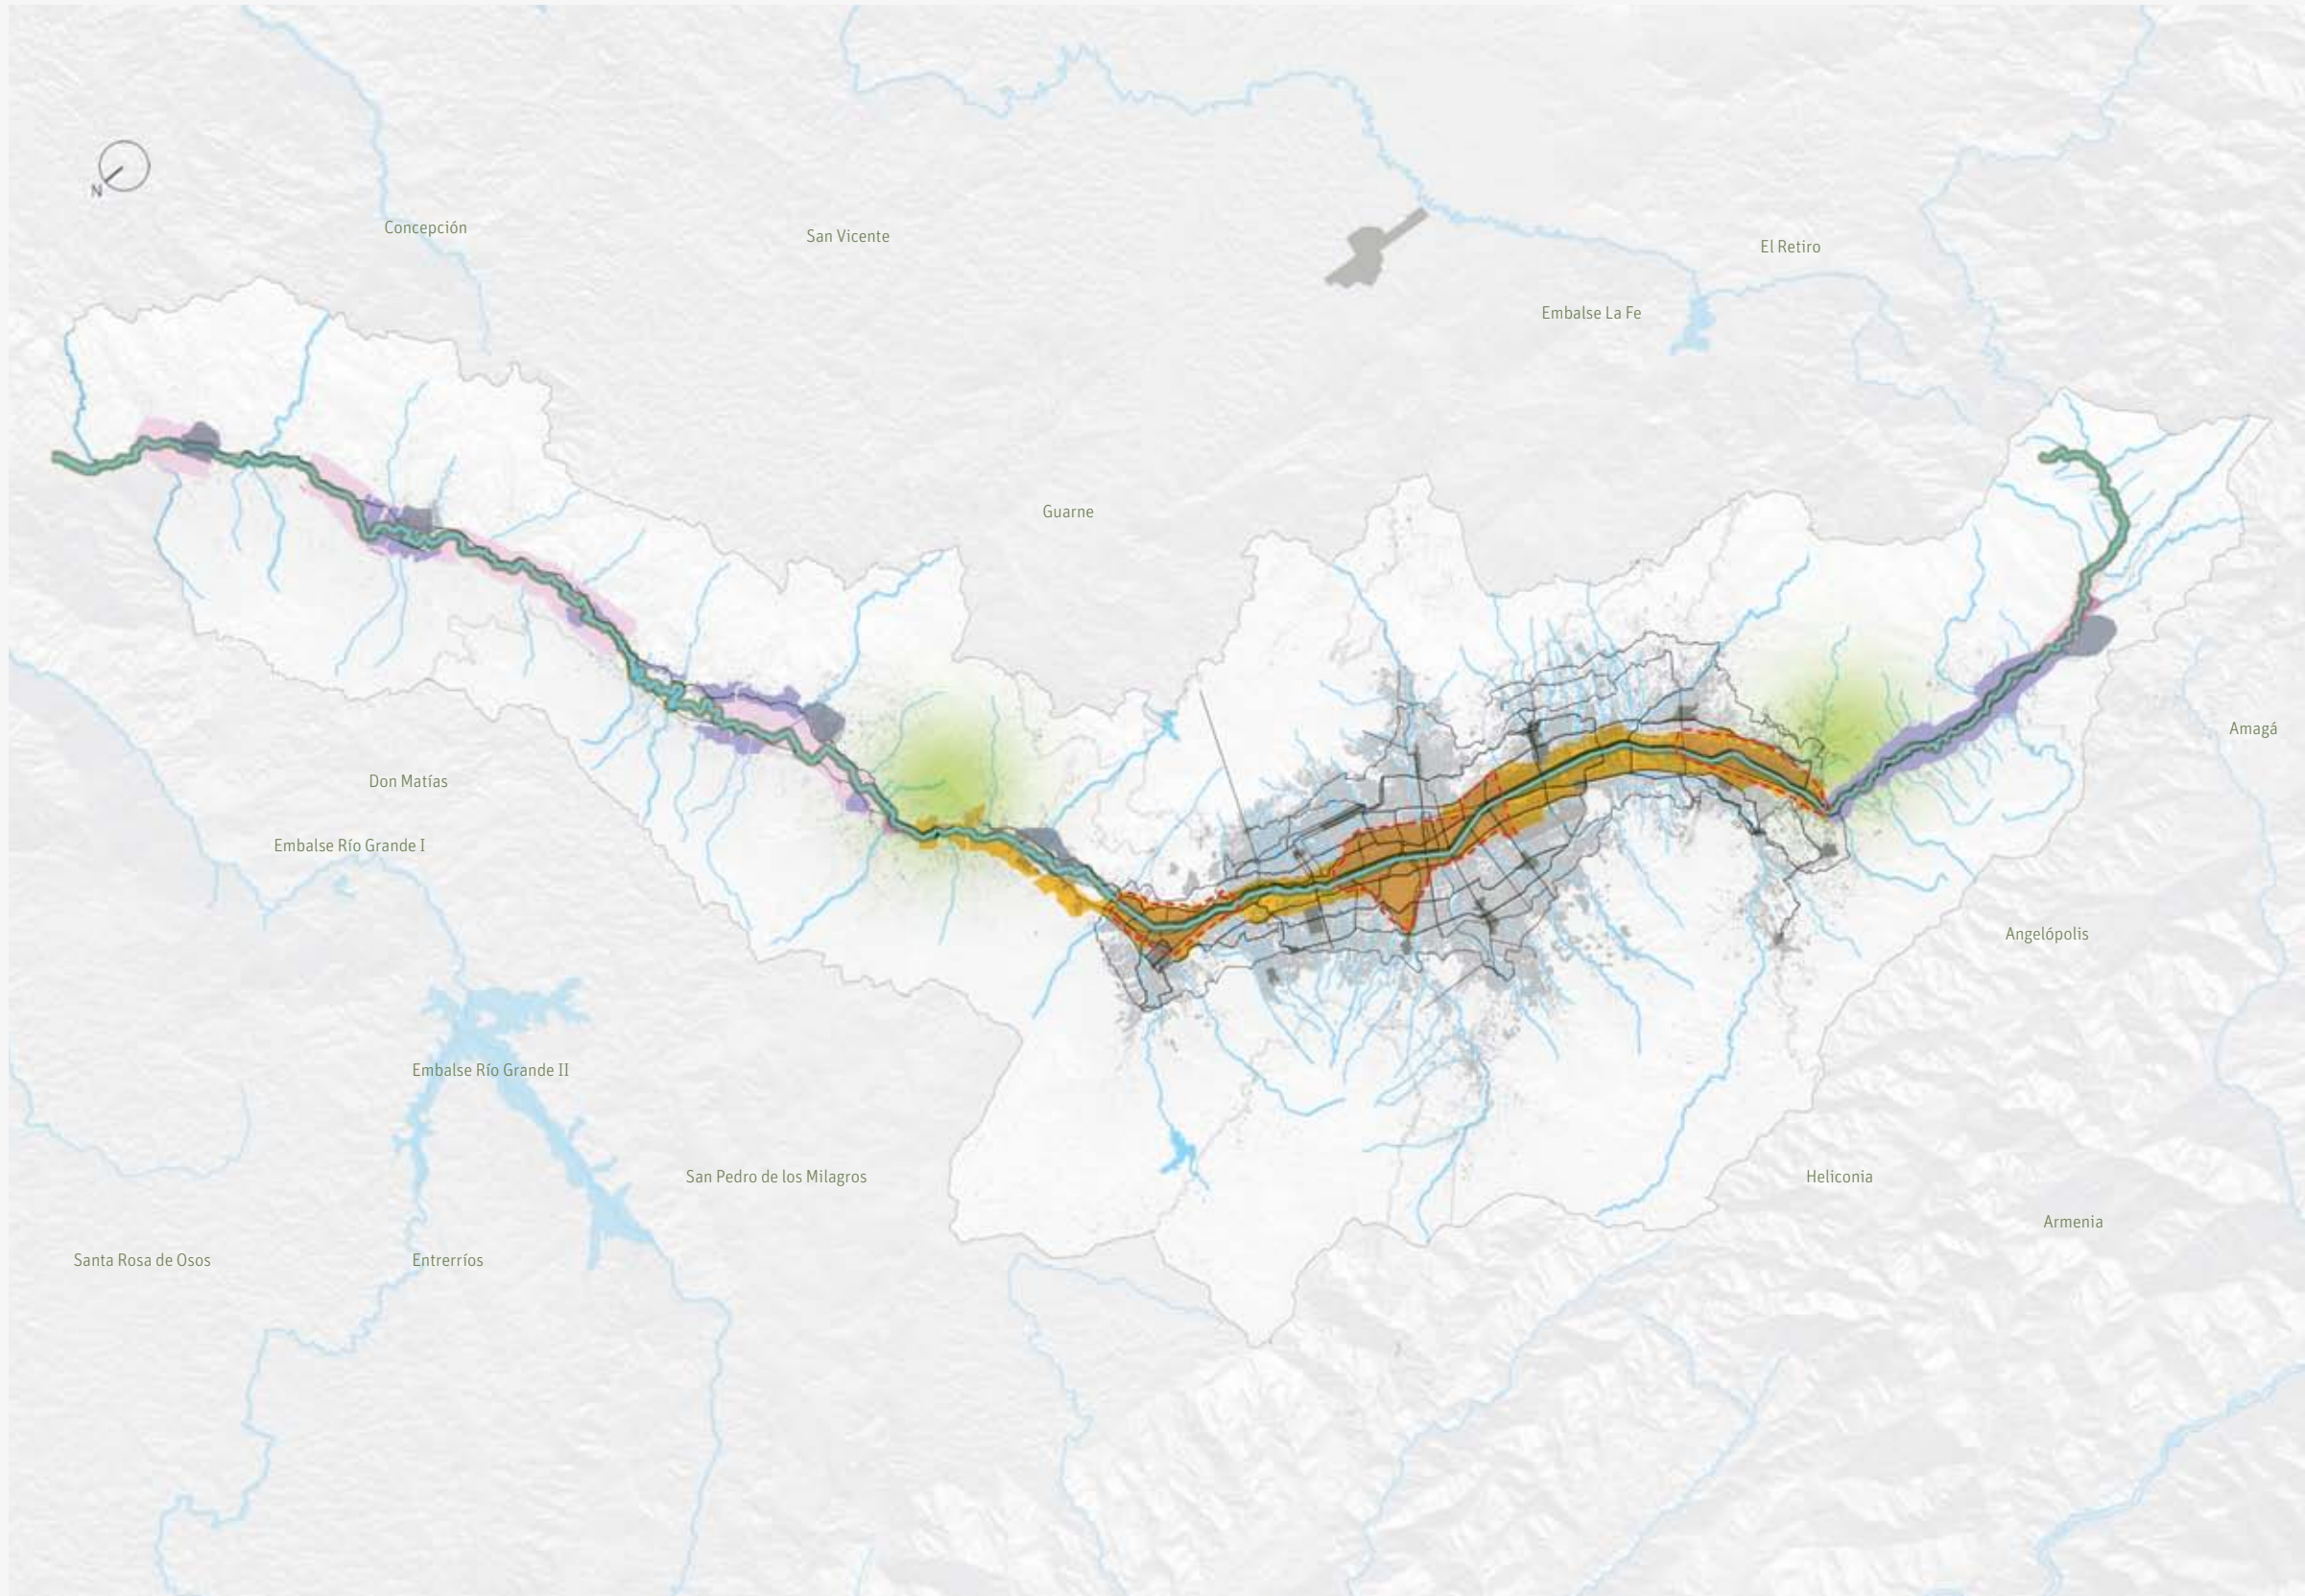 N
Concepción
San Vicente
El Retiro
Embalse La Fe
Guarne
Amagá
Don Matías
Embalse Río Grande I
Angelópolis
Embalse Río Grande II
San Pedro de los Milagros
Heliconia
Armenia
Santa Rosa de Osos
Entrerríos